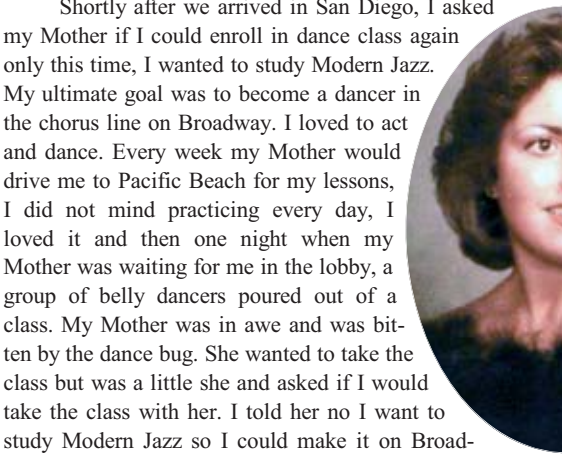 Shortly after we arrived in San Diego, I asked
my Mother if I could enroll in dance class again
only this time, I wanted to study Modern Jazz.
My ultimate goal was to become a dancer in
the chorus line on Broadway. I loved to act
and dance. Every week my Mother would
drive me to Pacific Beach for my lessons,
I did not mind practicing every day, I
loved it and then one night when my
Mother was waiting for me in the lobby, a
group of belly dancers poured out of a
class. My Mother was in awe and was bit-
ten by the dance bug. She wanted to take the
class but was a little she and asked if I would
take the class with her. I told her no I want to
study Modern Jazz so I could make it on Broad-